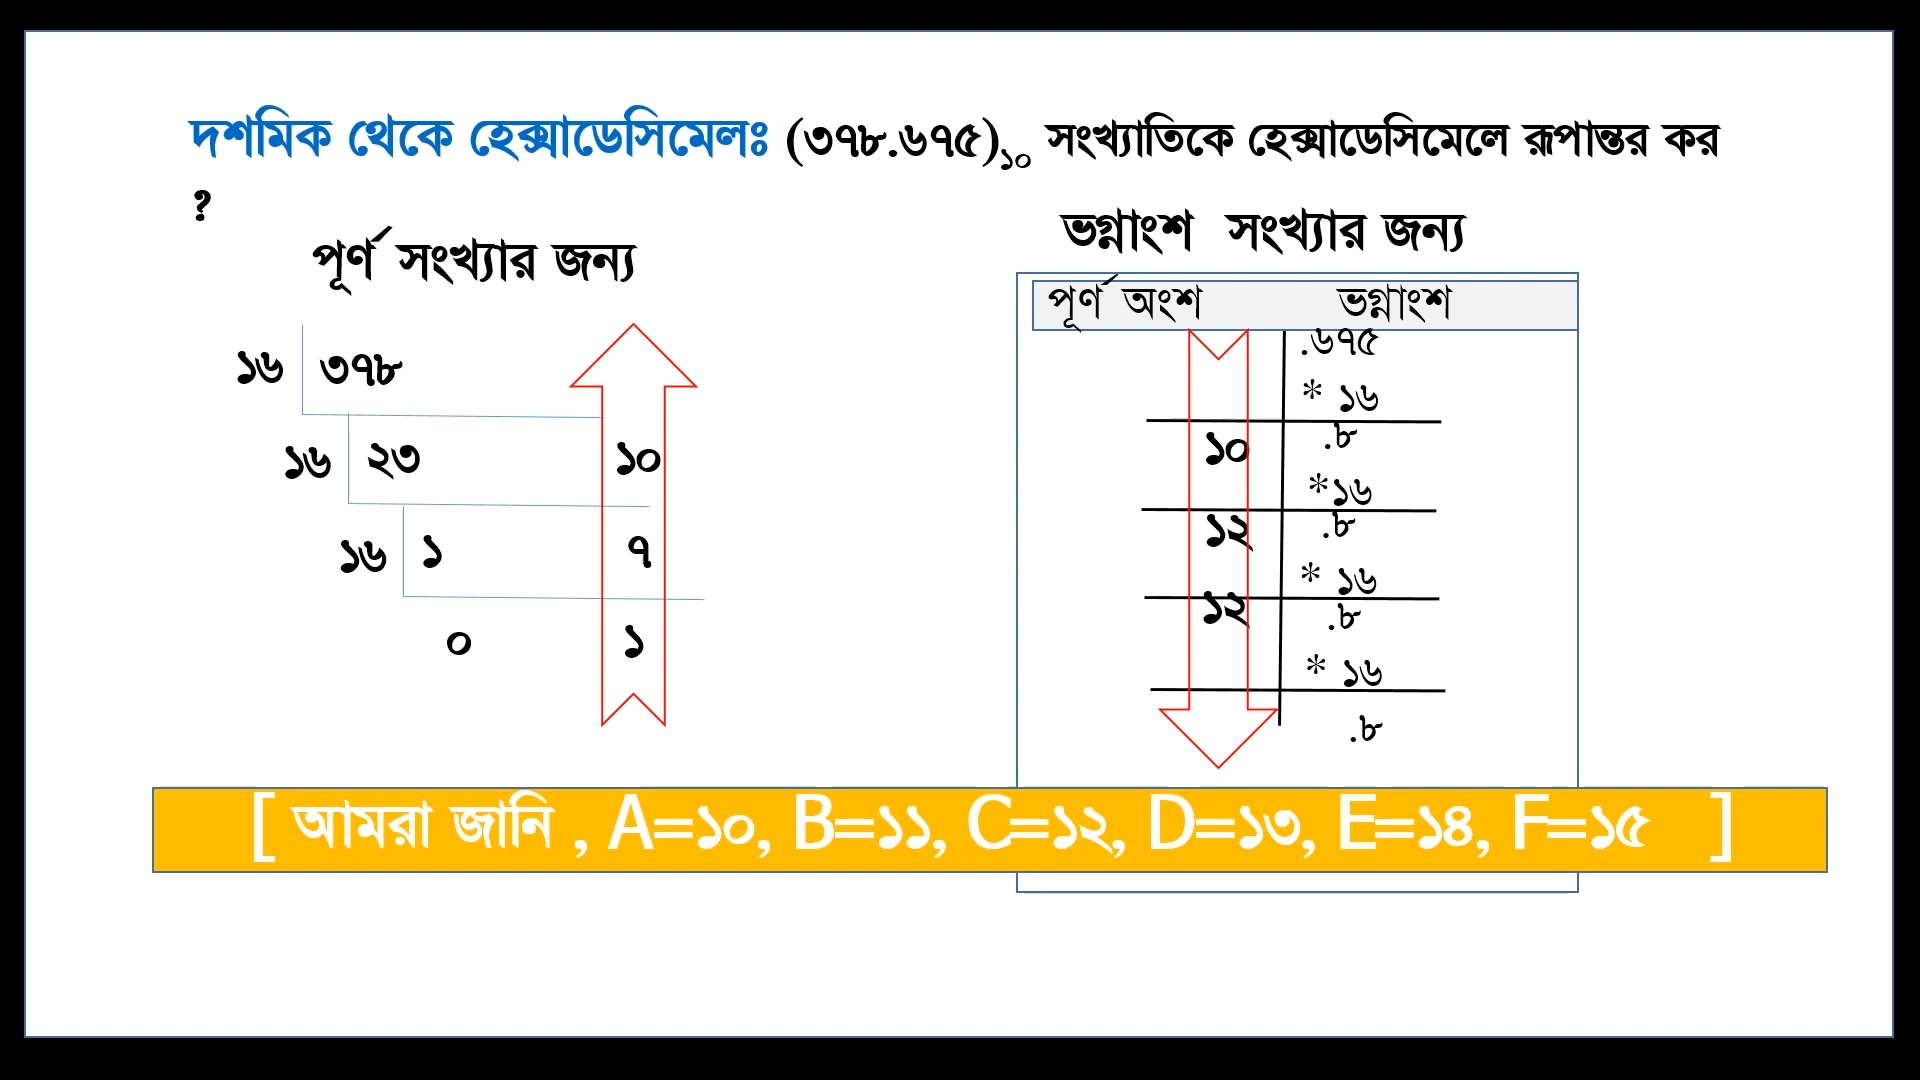 দশমিক থেকে হেক্সাডেসিমেলঃ (৩৭৮.৬৭৫)১০ সংখ্যাতিকে হেক্সাডেসিমেলে রূপান্তর কর
?
পূর্ণ সংখ্যার জন্য
১৬ ৩৭৮
১৬ ২৩ ১০
১৬ ১ ৭
০ ১
ভগ্নাংশ সংখ্যার জন্য
পূর্ণ অংশ ভগ্নাংশ
.৬৭৫
* ১৬
১০ .৮
*১৬
১২ .৮
* ১৬
১২ .৮
* ১৬
.৮
[ আমরা জানি , A=১০, B=১১, C=১২, D=১৩, E=১৪, F=১৫ ]